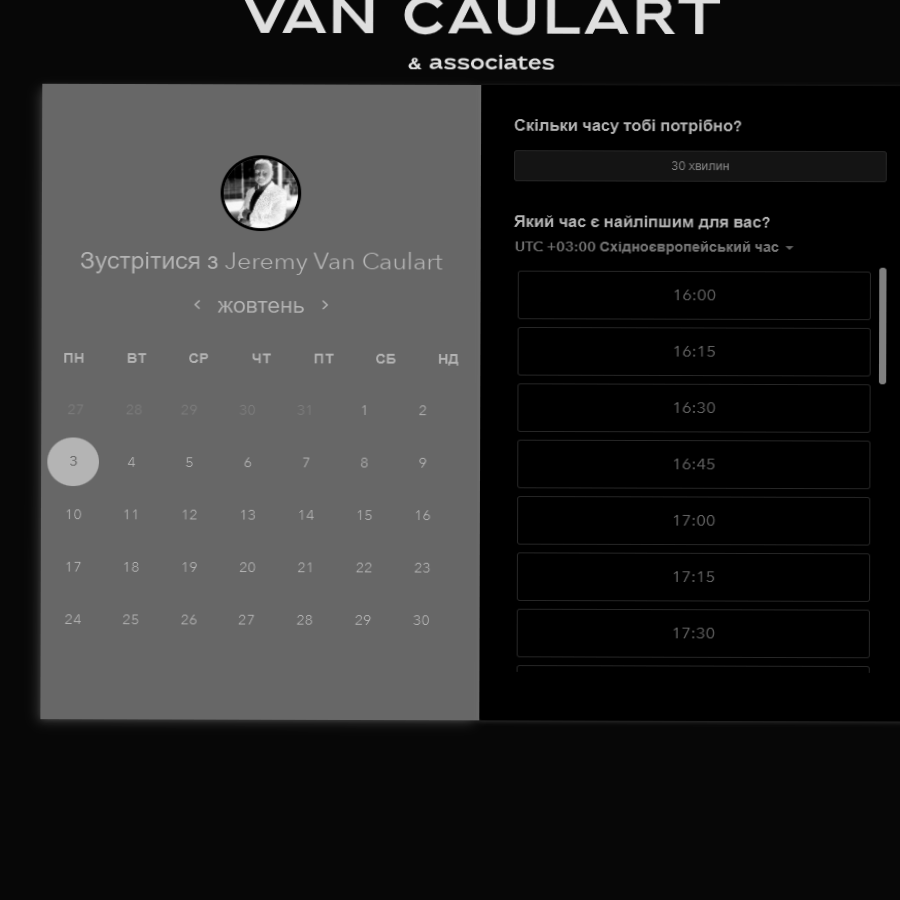 VAN CAULART
& associates
Зустрітися з Jeremy Van Caulart
жовтень
ПН ВТ СР ЧТ ПТ СБ НД
27 28 29 30 31 1 2
3 4 5 6 7 8 9
10 11 12 13 14 15 16
17 18 19 20 21 22 23
24 25 26 27 28 29 30
Скільки часу тобі потрібно?
30 хвилин
Який час є найліпшим для вас?
UTC +03:00 Східноєвропейський час
16:00
16:15
16:30
16:45
17:00
17:15
17:30